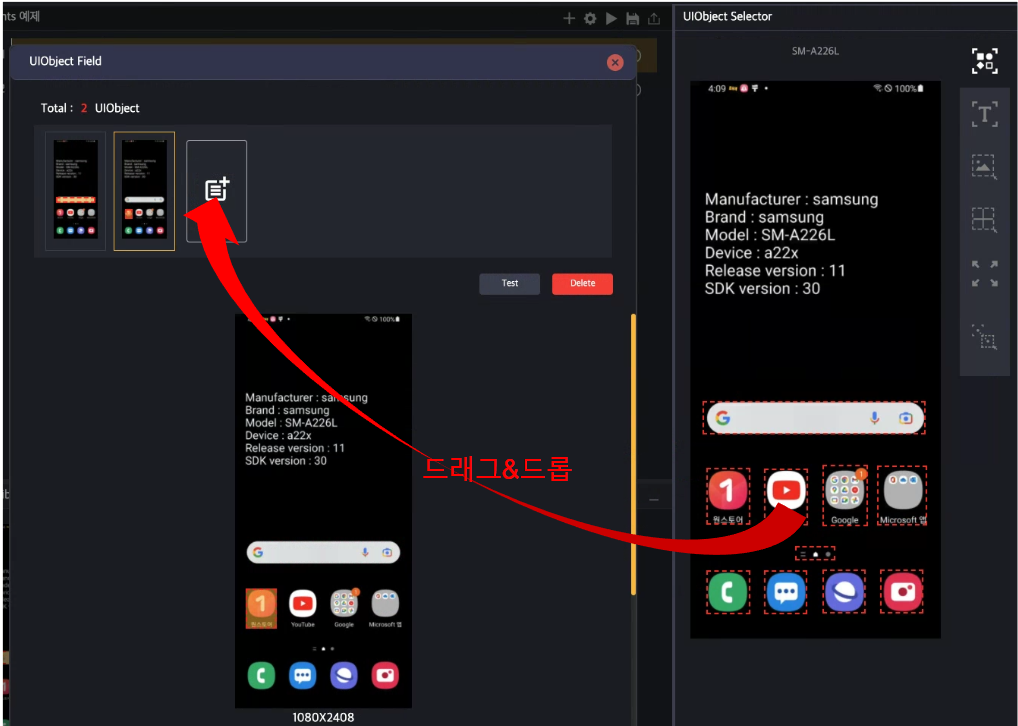 nts 예제
UIObject Selector
UIObject Field
Total : 2 UIObject
Test
Delete
Manufacturer : samsung
Brand : samsung
Model : SM-A226L
Device : a22x
Release version : 11
SDK version : 30
원스토어
YouTube
Google
1
Microsoft 앱
1080X2408
드래그&드롭
SM-A226L
4:09
100%
Manufacturer : samsung
Brand : samsung
Model : SM-A226L
Device : a22x
Release version : 11
SDK version : 30
원스토어
Google
1
Microsoft 앱
T